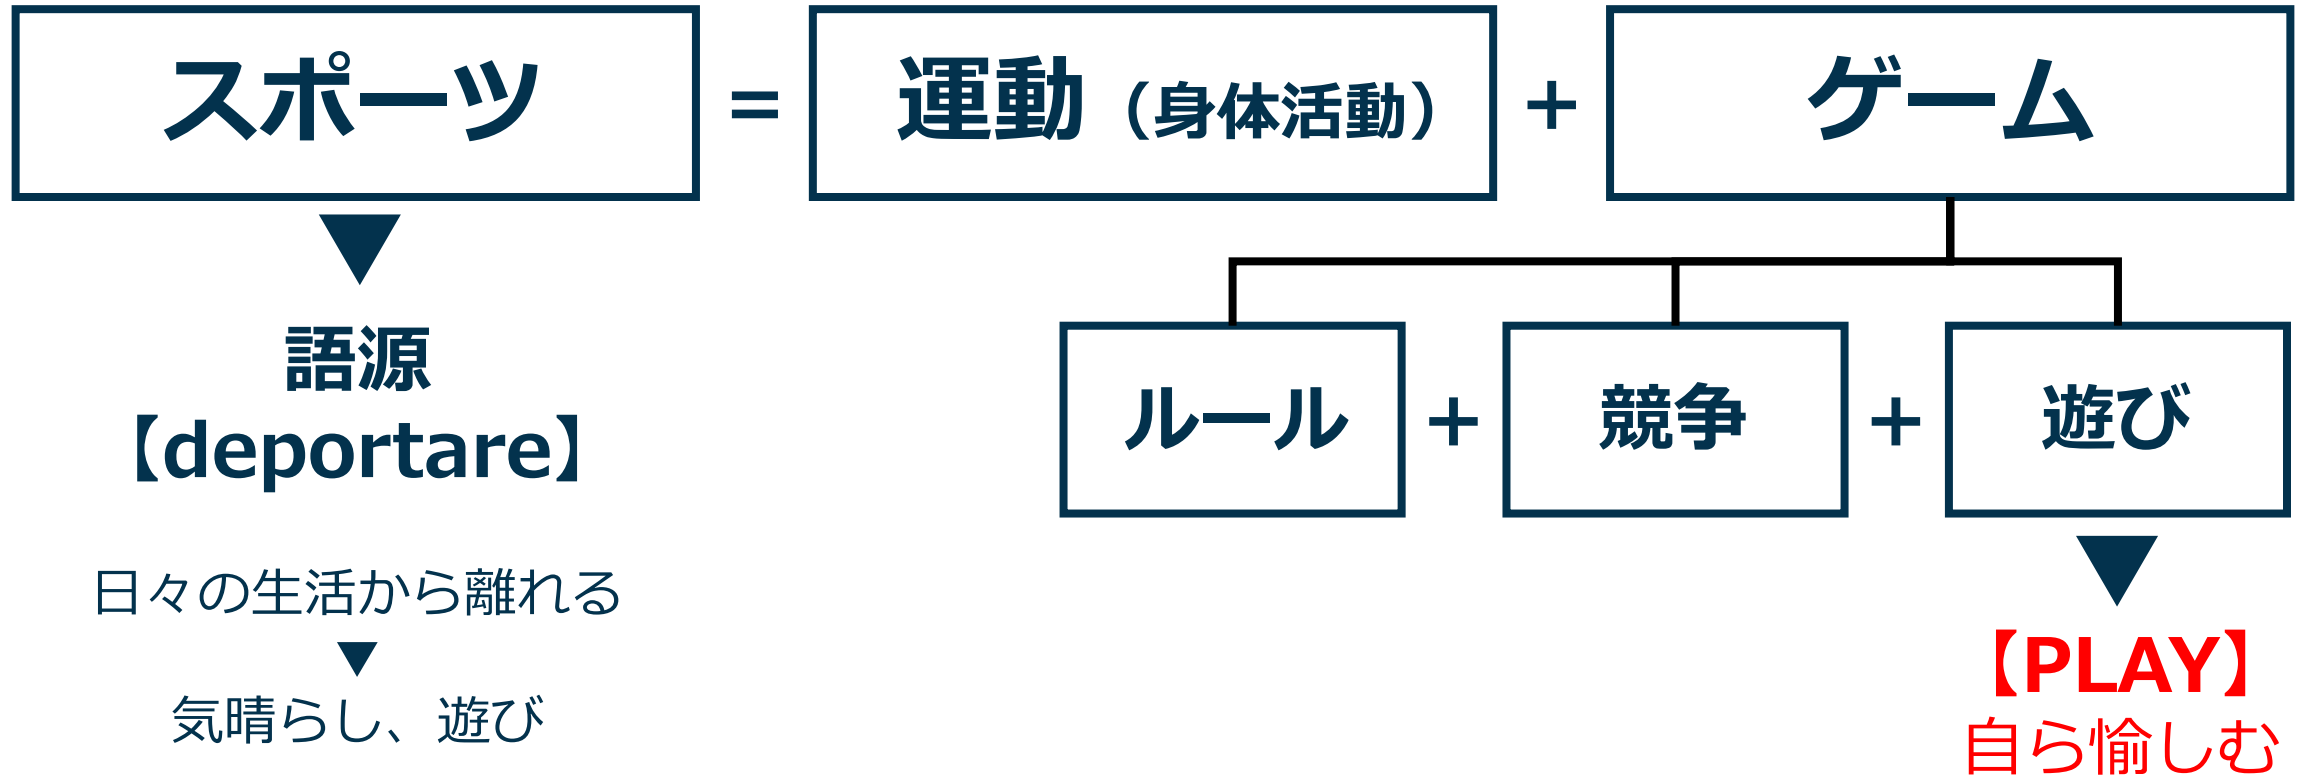 スポーツ = 運動（身体活動） + ゲーム
ルール + 競争 + 遊び
語源
【deportare】
日々の生活から離れる
気晴らし、遊び
【PLAY】
自ら愉しむ